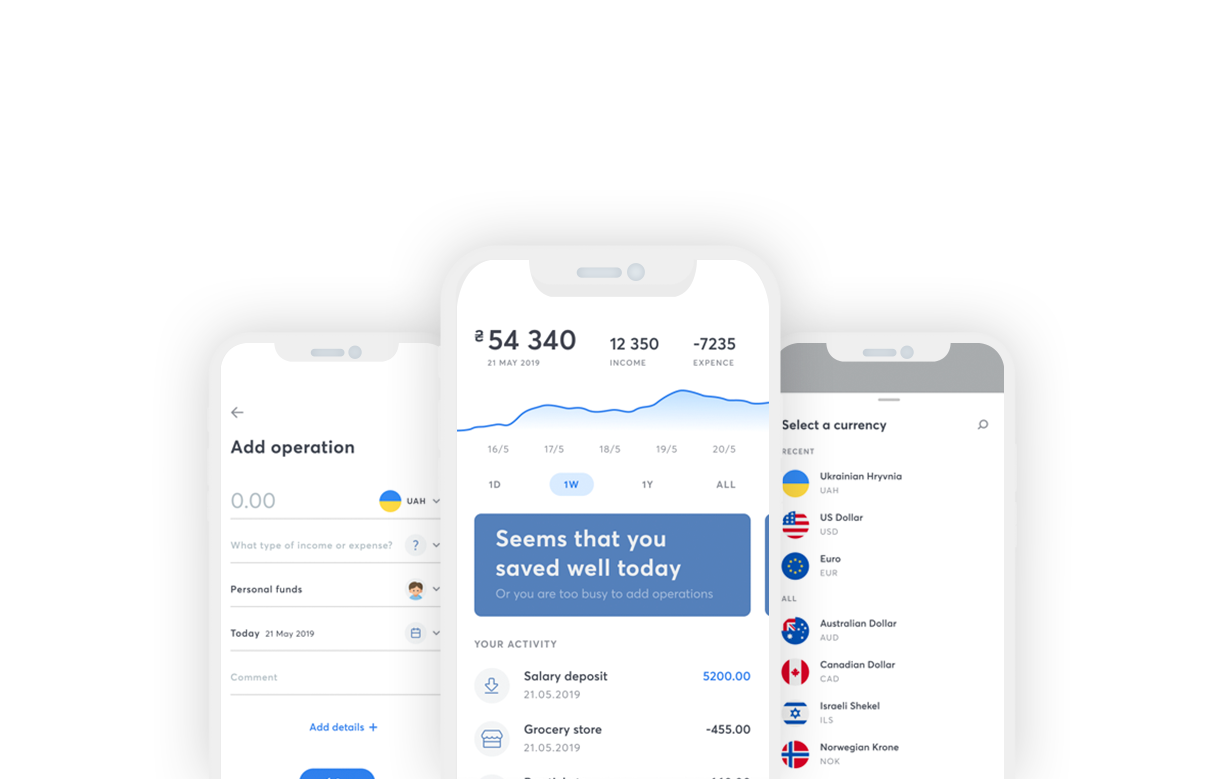 Add operation
0.00 UAH
What type of income or expense? ?
Personal funds
Today 21 May 2019
Comment
Add details +
₴54 340 12 350 -7235
21 MAY 2019 INCOME EXPENCE
16/5 17/5 18/5 19/5 20/5
1D 1W 1Y ALL
Seems that you
saved well today
Or you are too busy to add operations
YOUR ACTIVITY
Salary deposit 5200.00
21.05.2019
Grocery store -455.00
21.05.2019
Select a currency
RECENT
Ukrainian Hryvnia
UAH
US Dollar
USD
Euro
EUR
ALL
Australian Dollar
AUD
Canadian Dollar
CAD
Israeli Shekel
ILS
Norwegian Krone
NOK